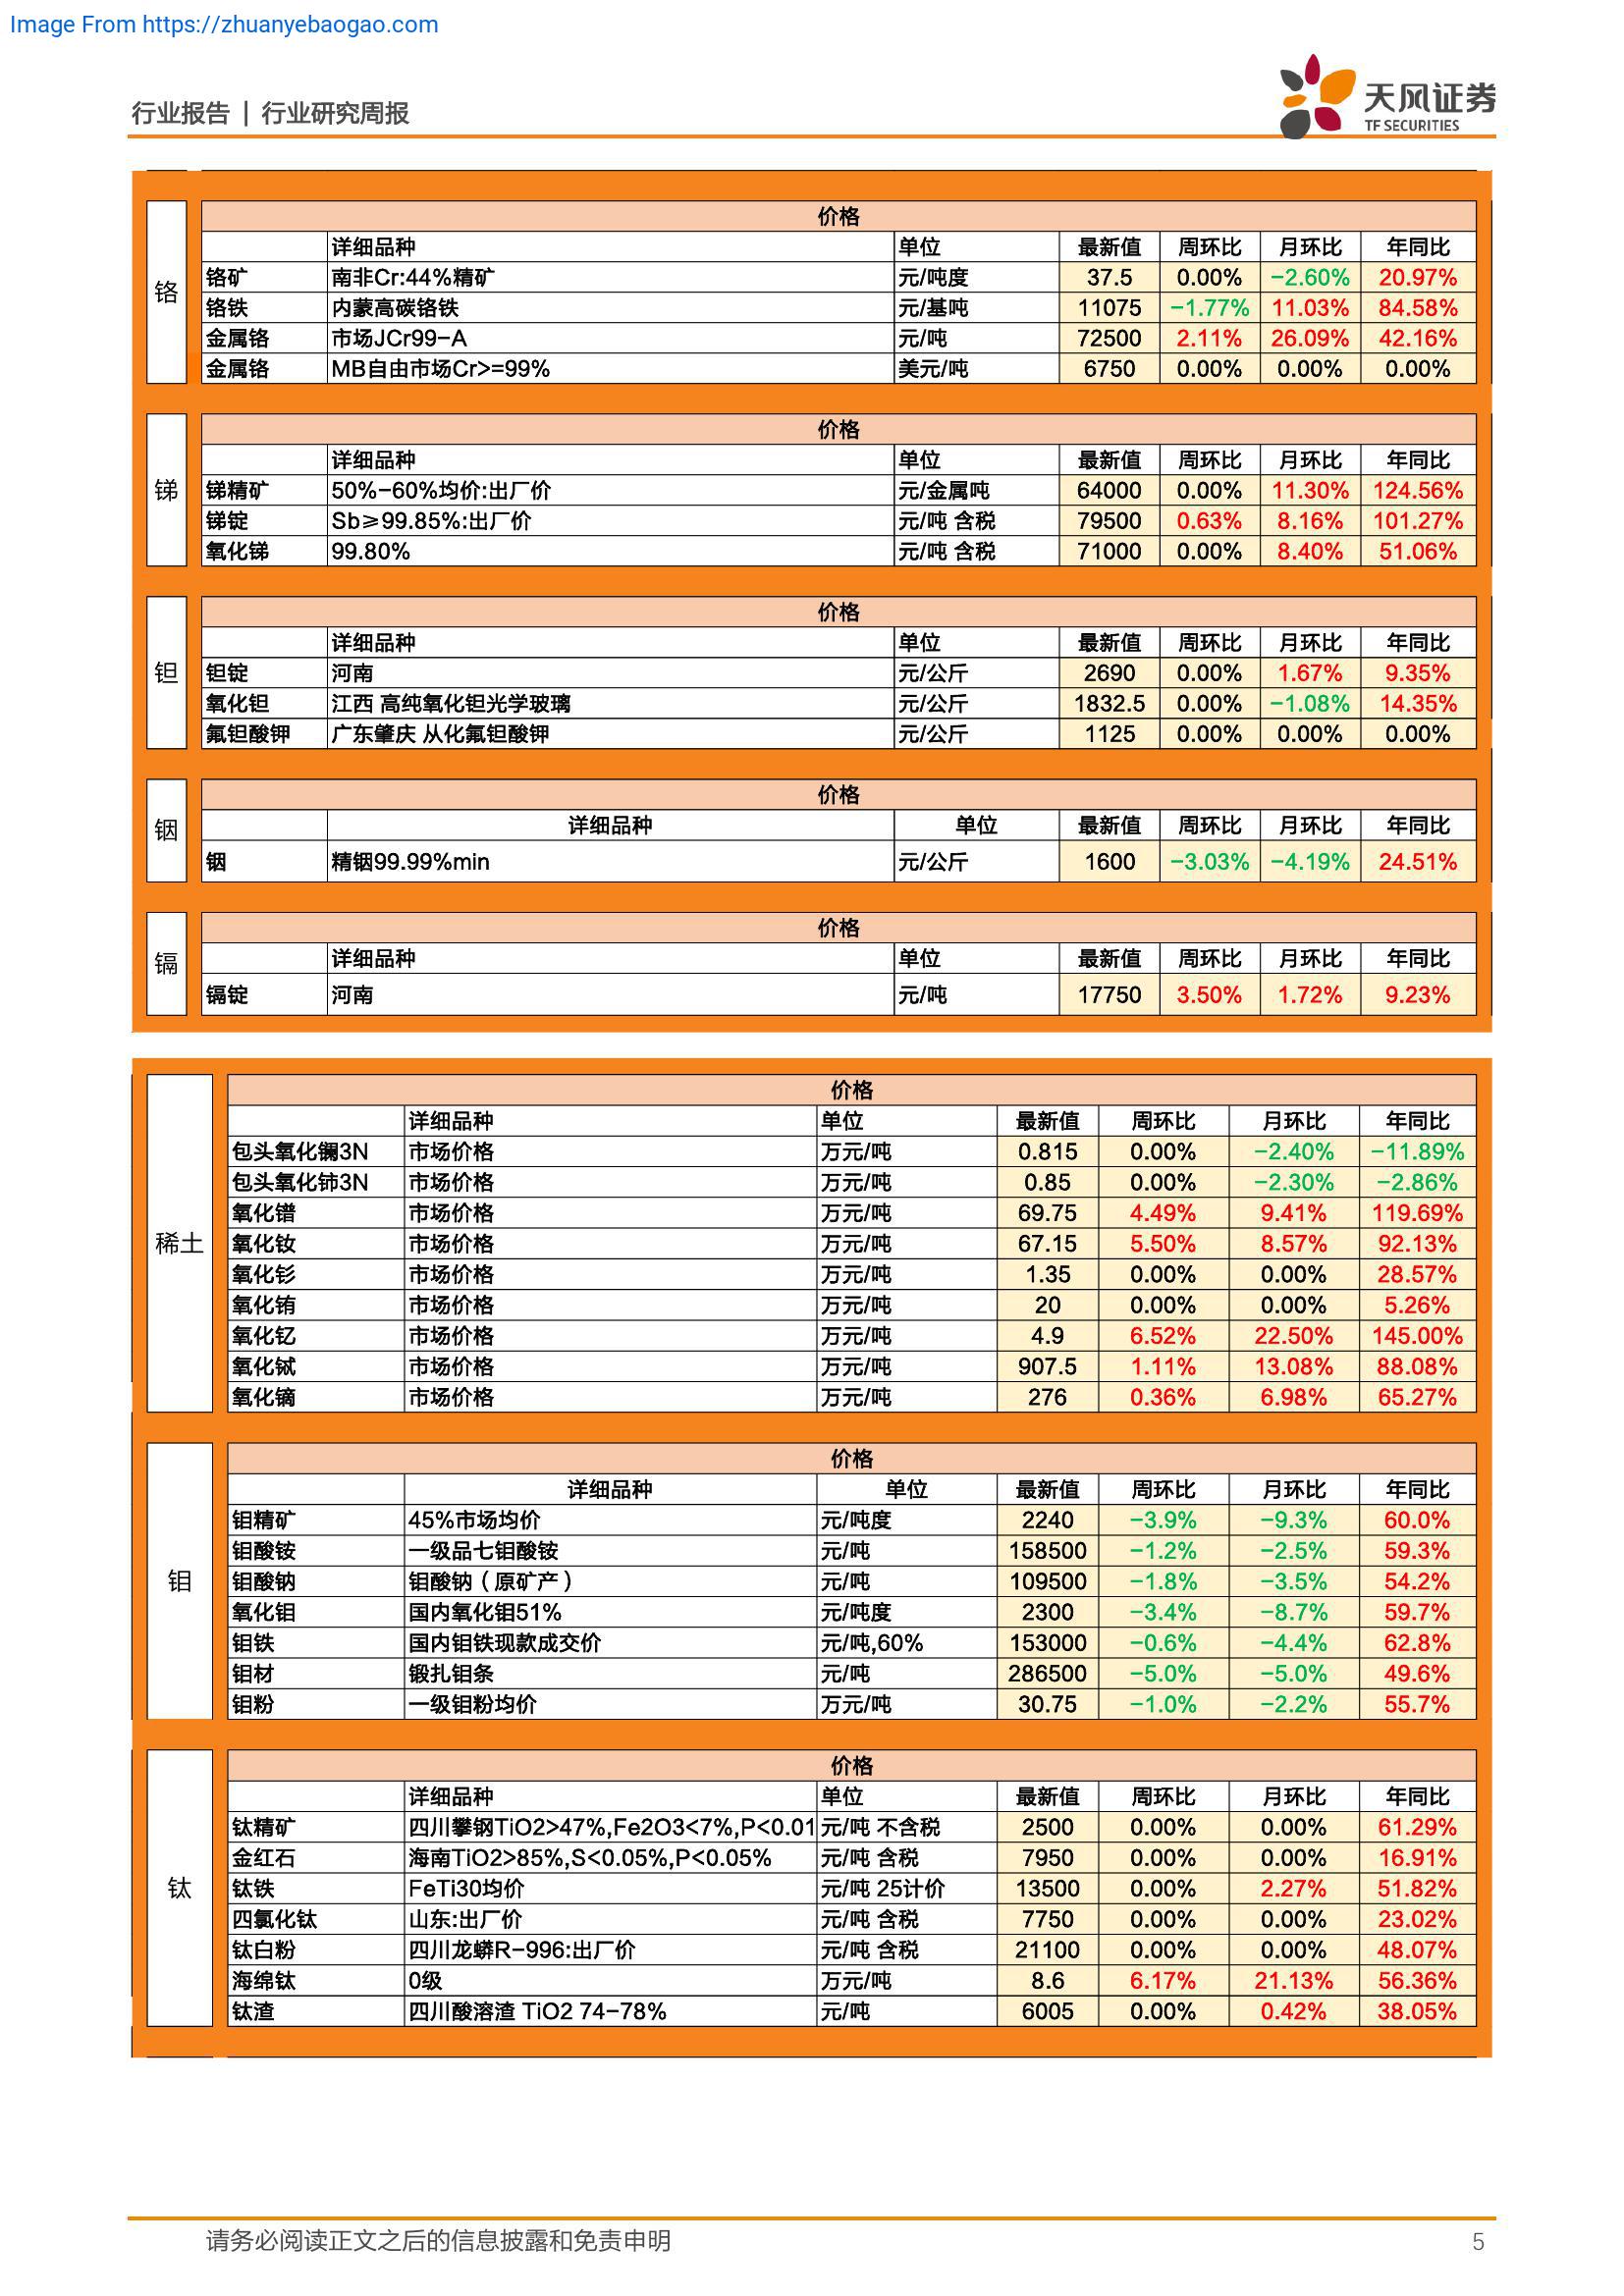 Image From https://zhuanyebaogao.com
行业报告 | 行业研究周报
天风证券
TF SECURITIES
铬
价格
详细品种 单位 最新值 周环比 月环比 年同比
铬矿 南非Cr:44%精矿 元/吨度 37.5 0.00% -2.60% 20.97%
铬铁 内蒙高碳铬铁 元/基吨 11075 -1.77% 11.03% 84.58%
金属铬 市场JCr99-A 元/吨 72500 2.11% 26.09% 42.16%
金属铬 MB自由市场Cr>=99% 美元/吨 6750 0.00% 0.00% 0.00%
锑
价格
详细品种 单位 最新值 周环比 月环比 年同比
锑精矿 50%-60%均价:出厂价 元/金属吨 64000 0.00% 11.30% 124.56%
锑锭 Sb≥99.85%:出厂价 元/吨 含税 79500 0.63% 8.16% 101.27%
氧化锑 99.80% 元/吨 含税 71000 0.00% 8.40% 51.06%
钽
价格
详细品种 单位 最新值 周环比 月环比 年同比
钽锭 河南 元/公斤 2690 0.00% 1.67% 9.35%
氧化钽 江西 高纯氧化钽光学玻璃 元/公斤 1832.5 0.00% -1.08% 14.35%
氟钽酸钾 广东肇庆 从化氟钽酸钾 元/公斤 1125 0.00% 0.00% 0.00%
铟
价格
详细品种 单位 最新值 周环比 月环比 年同比
铟 精铟99.99%min 元/公斤 1600 -3.03% -4.19% 24.51%
镉
价格
详细品种 单位 最新值 周环比 月环比 年同比
镉锭 河南 元/吨 17750 3.50% 1.72% 9.23%
稀土
价格
详细品种 单位 最新值 周环比 月环比 年同比
包头氧化镧3N 市场价格 万元/吨 0.815 0.00% -2.40% -11.89%
包头氧化铈3N 市场价格 万元/吨 0.85 0.00% -2.30% -2.86%
氧化镨 市场价格 万元/吨 69.75 4.49% 9.41% 119.69%
氧化钕 市场价格 万元/吨 67.15 5.50% 8.57% 92.13%
氧化钐 市场价格 万元/吨 1.35 0.00% 0.00% 28.57%
氧化铕 市场价格 万元/吨 20 0.00% 0.00% 5.26%
氧化钇 市场价格 万元/吨 4.9 6.52% 22.50% 145.00%
氧化铽 市场价格 万元/吨 907.5 1.11% 13.08% 88.08%
氧化镝 市场价格 万元/吨 276 0.36% 6.98% 65.27%
钼
价格
详细品种 单位 最新值 周环比 月环比 年同比
钼精矿 45%市场均价 元/吨度 2240 -3.9% -9.3% 60.0%
钼酸铵 一级品七钼酸铵 元/吨 158500 -1.2% -2.5% 59.3%
钼酸钠 钼酸钠（原矿产） 元/吨 109500 -1.8% -3.5% 54.2%
氧化钼 国内氧化钼51% 元/吨度 2300 -3.4% -8.7% 59.7%
钼铁 国内钼铁现款成交价 元/吨,60% 153000 -0.6% -4.4% 62.8%
钼材 锻扎钼条 元/吨 286500 -5.0% -5.0% 49.6%
钼粉 一级钼粉均价 万元/吨 30.75 -1.0% -2.2% 55.7%
钛
价格
详细品种 单位 最新值 周环比 月环比 年同比
钛精矿 四川攀钢TiO2>47%,Fe2O3<7%,P<0.01 元/吨 不含税 2500 0.00% 0.00% 61.29%
金红石 海南TiO2>85%,S<0.05%,P<0.05% 元/吨 含税 7950 0.00% 0.00% 16.91%
钛铁 FeTi30均价 元/吨 25计价 13500 0.00% 2.27% 51.82%
四氯化钛 山东:出厂价 元/吨 含税 7750 0.00% 0.00% 23.02%
钛白粉 四川龙蟒R-996:出厂价 元/吨 含税 21100 0.00% 0.00% 48.07%
海绵钛 0级 万元/吨 8.6 6.17% 21.13% 56.36%
钛渣 四川酸溶渣 TiO2 74-78% 元/吨 6005 0.00% 0.42% 38.05%
请务必阅读正文之后的信息披露和免责申明 5